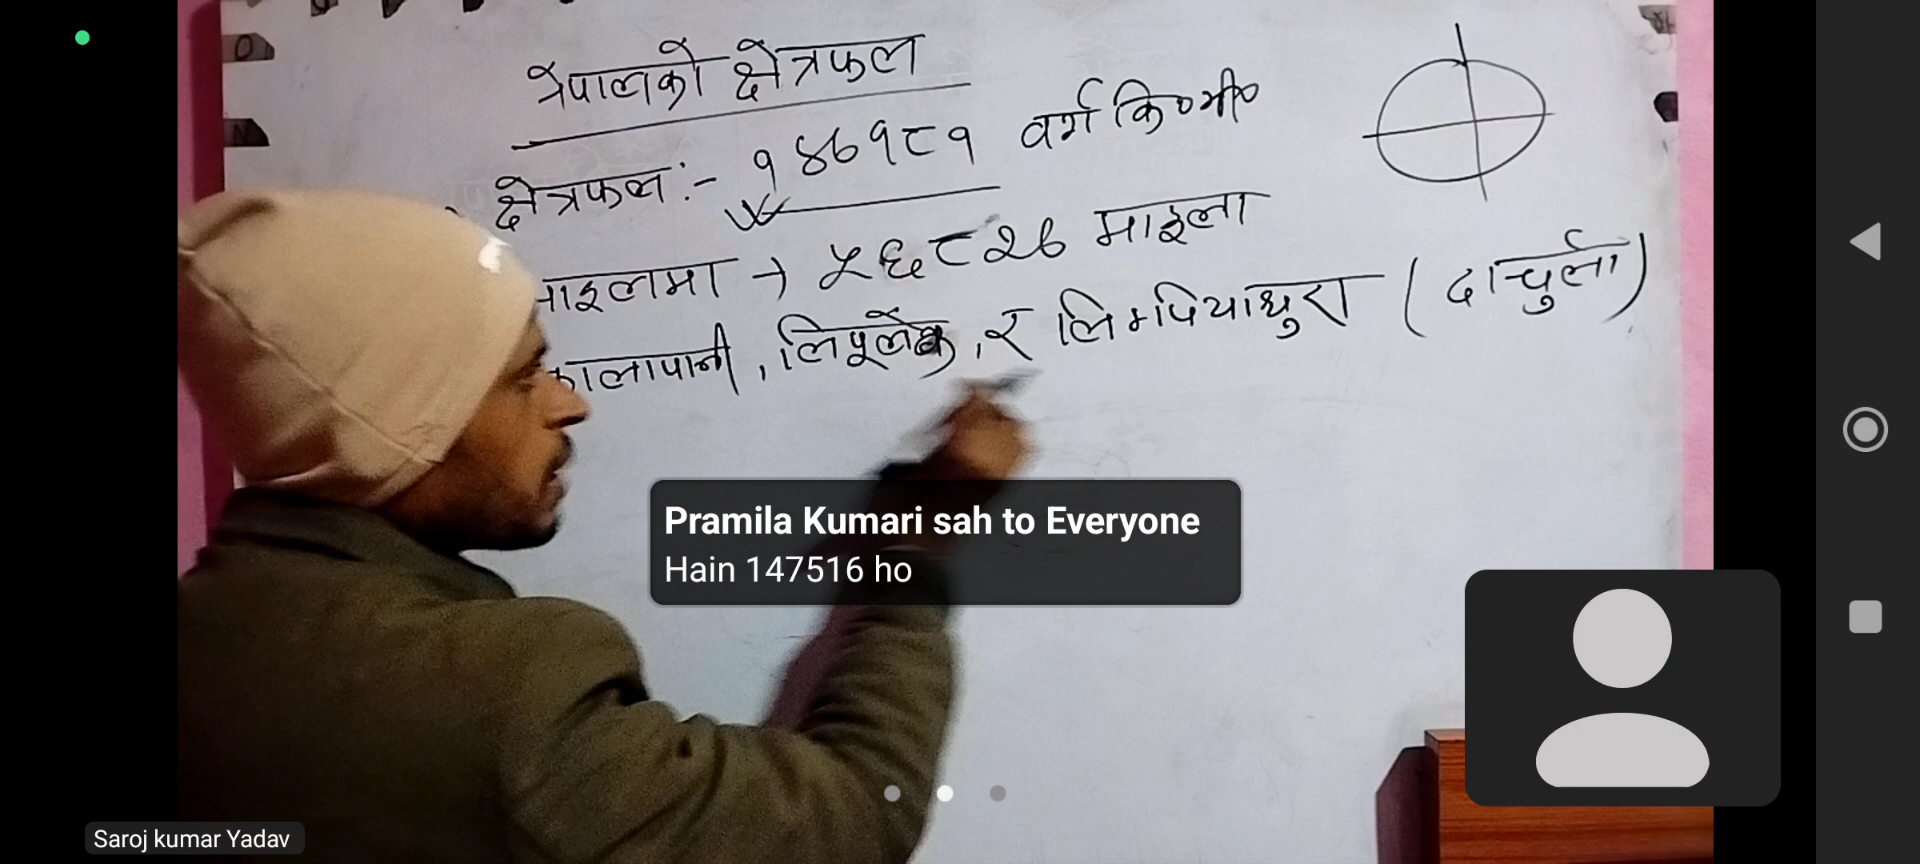 नेपालको क्षेत्रफल
क्षेत्रफल:- १४७१८१ वर्ग कि०मी०
माइलमा → ५६८२७ माइल
कालापानी, लिपूलेक, र लिम्पियाधुरा (दार्चुला)
Pramila Kumari sah to Everyone
Hain 147516 ho
Saroj kumar Yadav